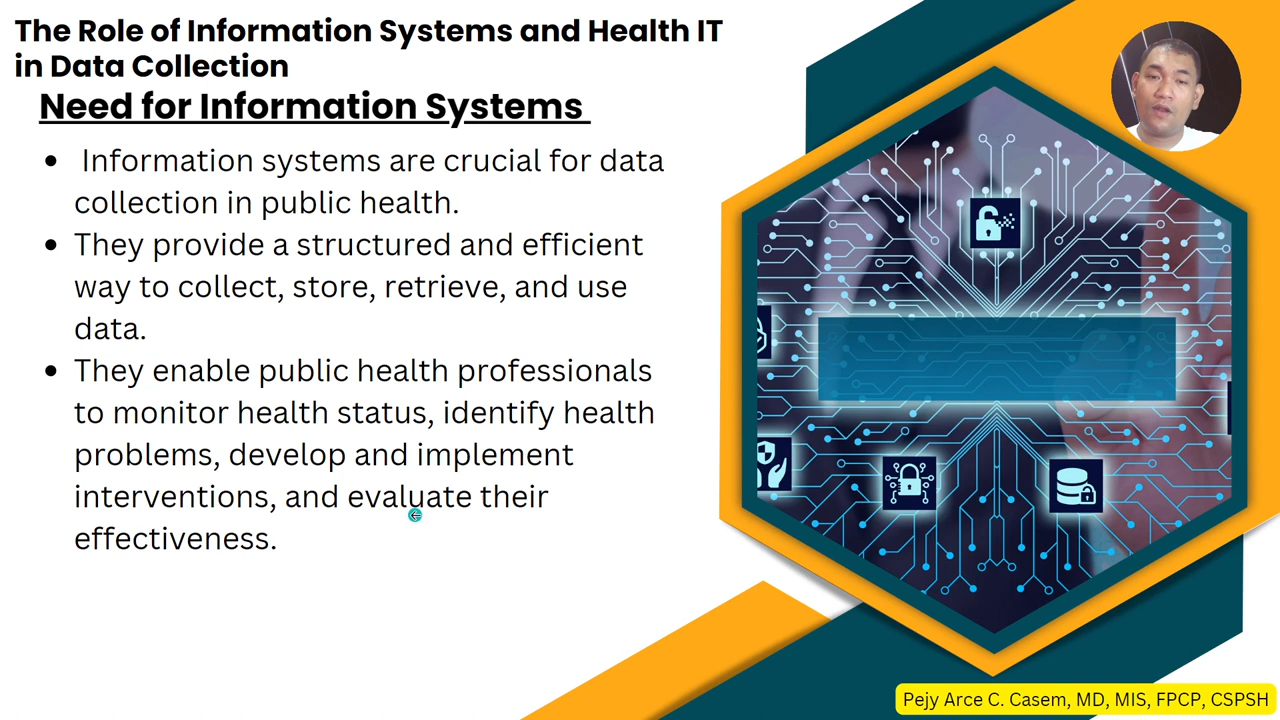 The Role of Information Systems and Health IT
in Data Collection
Need for Information Systems
• Information systems are crucial for data
collection in public health.
• They provide a structured and efficient
way to collect, store, retrieve, and use
data.
• They enable public health professionals
to monitor health status, identify health
problems, develop and implement
interventions, and evaluate their
effectiveness.
Pejy Arce C. Casem, MD, MIS, FPCP, CSPSH